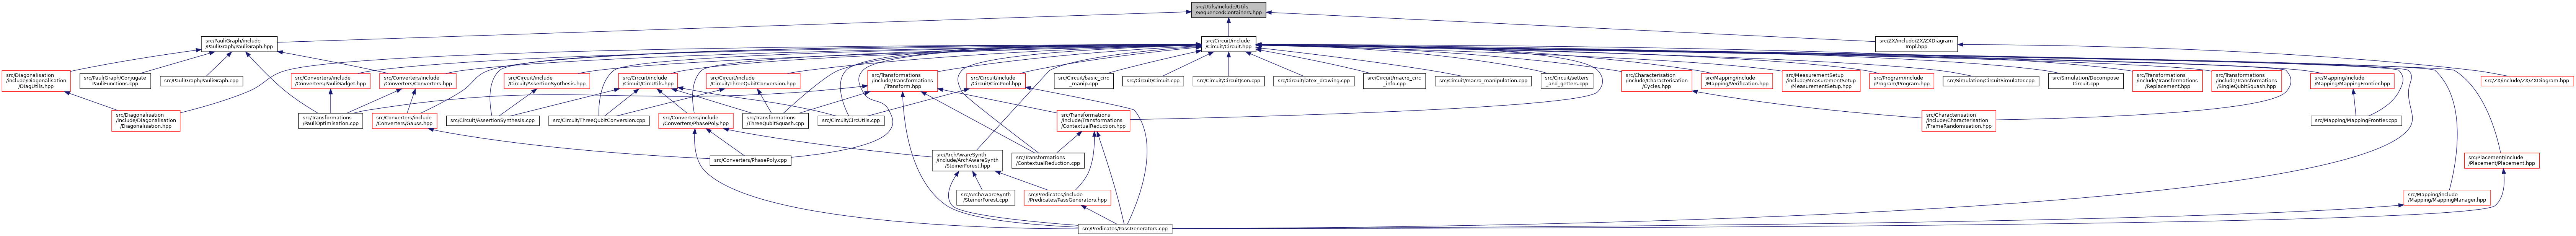 src/Utils/include/Utils
/SequencedContainers.hpp
src/PauliGraph/include
/PauliGraph/PauliGraph.hpp
src/Circuit/include
/Circuit/Circuit.hpp
src/ZX/include/ZX/ZXDiagram
Impl.hpp
src/Diagonalisation
/include/Diagonalisation
/DiagUtils.hpp
src/PauliGraph/Conjugate
PauliFunctions.cpp
src/PauliGraph/PauliGraph.cpp
src/Converters/include
/Converters/PauliGadget.hpp
src/Converters/include
/Converters/Converters.hpp
src/Circuit/include
/Circuit/AssertionSynthesis.hpp
src/Circuit/include
/Circuit/CircUtils.hpp
src/Circuit/include
/Circuit/ThreeQubitConversion.hpp
src/Transformations
/include/Transformations
/Transform.hpp
src/Circuit/include
/Circuit/CircPool.hpp
src/Circuit/basic_circ
_manip.cpp
src/Circuit/Circuit.cpp
src/Circuit/CircuitJson.cpp
src/Circuit/latex_drawing.cpp
src/Circuit/macro_circ
_info.cpp
src/Circuit/macro_manipulation.cpp
src/Circuit/setters
_and_getters.cpp
src/Characterisation
/include/Characterisation
/Cycles.hpp
src/Mapping/include
/Mapping/Verification.hpp
src/MeasurementSetup
/include/MeasurementSetup
/MeasurementSetup.hpp
src/Program/include
/Program/Program.hpp
src/Simulation/CircuitSimulator.cpp
src/Simulation/Decompose
Circuit.cpp
src/Transformations
/include/Transformations
/Replacement.hpp
src/Transformations
/include/Transformations
/SingleQubitSquash.hpp
src/Mapping/include
/Mapping/MappingFrontier.hpp
src/ZX/include/ZX/ZXDiagram.hpp
src/Diagonalisation
/include/Diagonalisation
/Diagonalisation.hpp
src/Transformations
/PauliOptimisation.cpp
src/Converters/include
/Converters/Gauss.hpp
src/Circuit/AssertionSynthesis.cpp
src/Circuit/ThreeQubitConversion.cpp
src/Converters/include
/Converters/PhasePoly.hpp
src/Transformations
/ThreeQubitSquash.cpp
src/Circuit/CircUtils.cpp
src/Transformations
/include/Transformations
/ContextualReduction.hpp
src/Characterisation
/include/Characterisation
/FrameRandomisation.hpp
src/Mapping/MappingFrontier.cpp
src/Converters/PhasePoly.cpp
src/ArchAwareSynth
/include/ArchAwareSynth
/SteinerForest.hpp
src/Transformations
/ContextualReduction.cpp
src/Placement/include
/Placement/Placement.hpp
src/ArchAwareSynth
/SteinerForest.cpp
src/Predicates/include
/Predicates/PassGenerators.hpp
src/Mapping/include
/Mapping/MappingManager.hpp
src/Predicates/PassGenerators.cpp